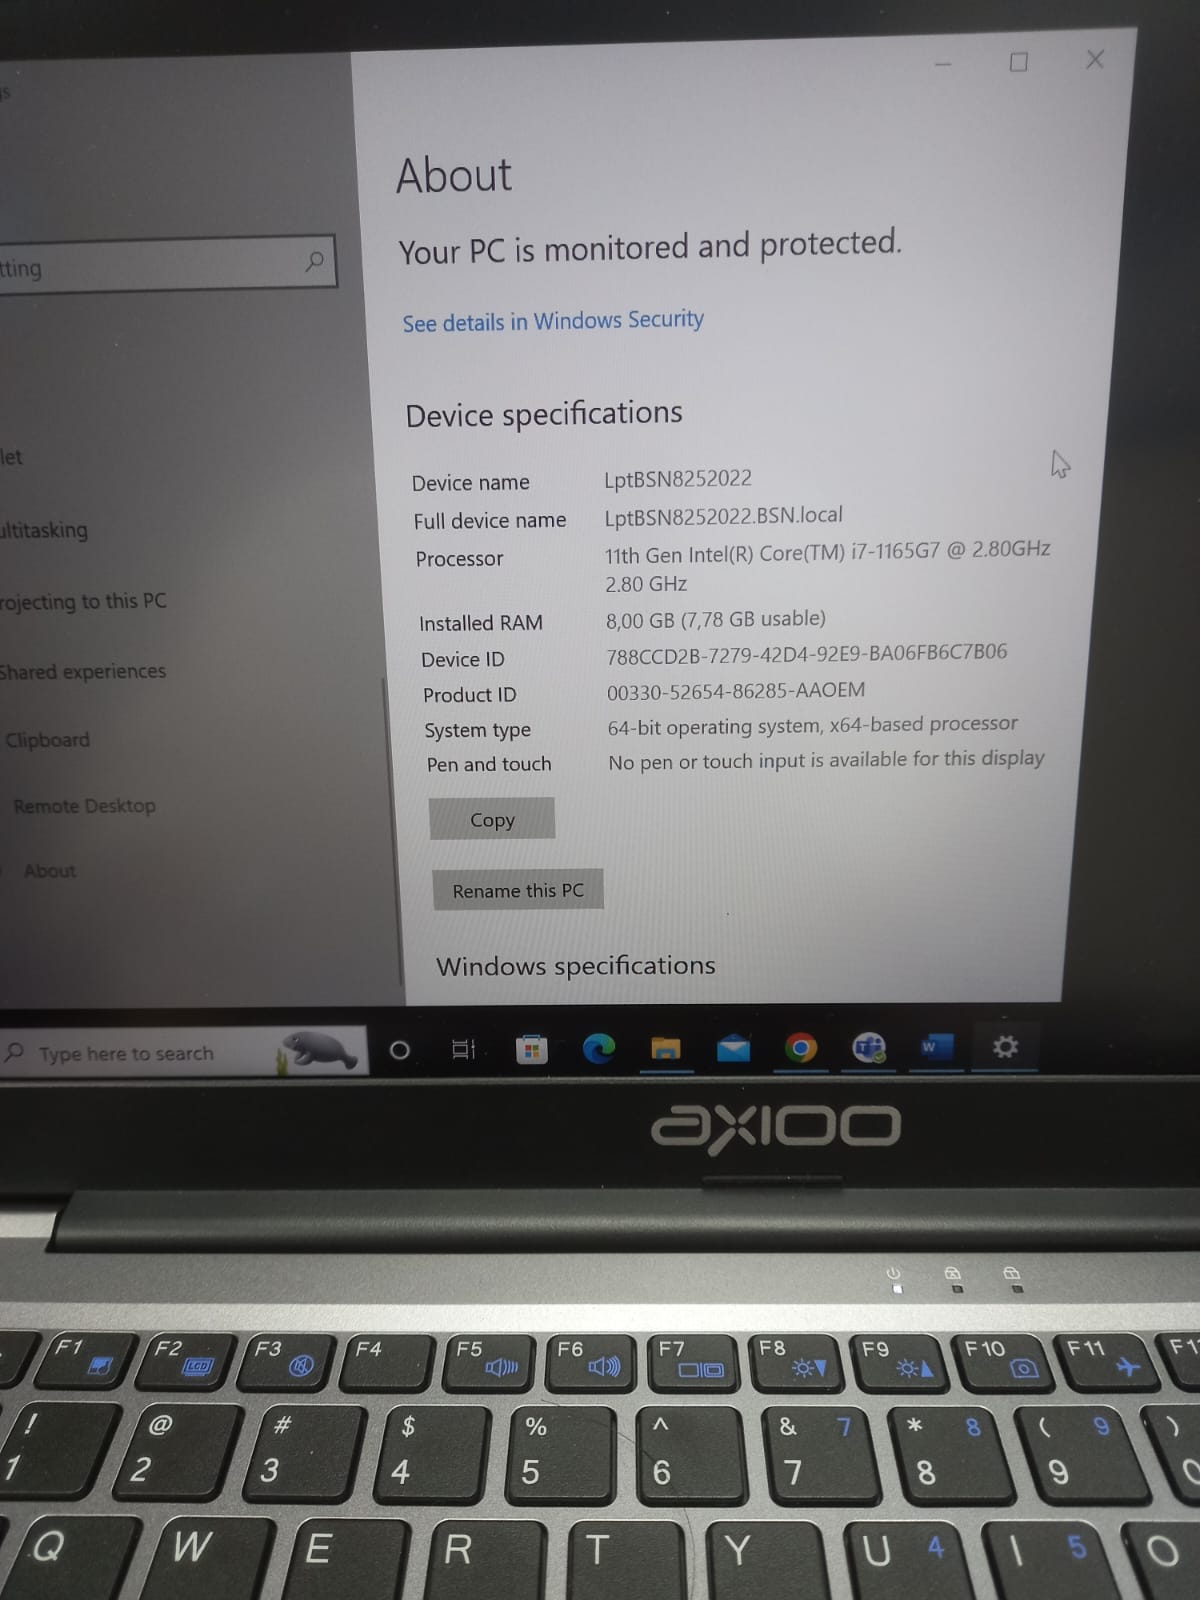 gs
About
Your PC is monitored and protected.
tting
See details in Windows Security
Device specifications
let
Device name LptBSN8252022
ultitasking
Full device name LptBSN8252022.BSN.local
Processor 11th Gen Intel(R) Core(TM) i7-1165G7 @ 2.80GHz
2.80 GHz
rojecting to this PC
Installed RAM 8,00 GB (7,78 GB usable)
Shared experiences
Device ID 788CCD2B-7279-42D4-92E9-BA06FB6C7B06
Product ID 00330-52654-86285-AAOEM
Clipboard
System type 64-bit operating system, x64-based processor
Pen and touch No pen or touch input is available for this display
Remote Desktop
Copy
About
Rename this PC
Windows specifications
Type here to search
axioo
F1 F2 F3 F4 F5 F6 F7 F8 F9 F10 F11 F1
! @ # $ % ^ & 7 * 8 ( 9 )
1 2 3 4 5 6 7 8 9 0
Q W E R T Y U 4 I 5 O